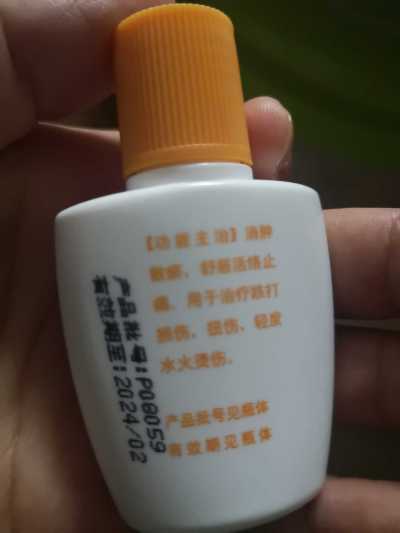 【功能主治】消肿
散瘀、舒筋活络止
痛。用于治疗跌打
损伤、扭伤、轻度
水火烫伤。
产品批号见瓶体
有效期见瓶体
产品批号:P08059
有效期至:2024/02